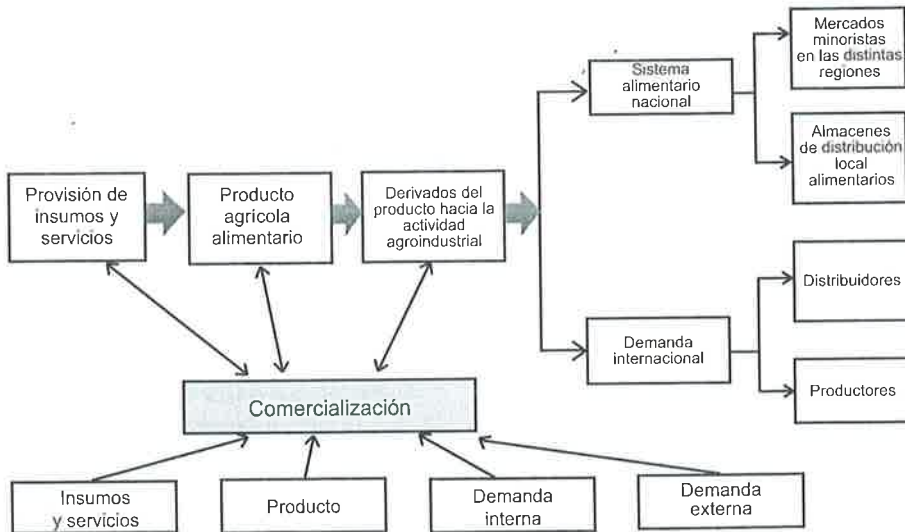 Mercados
minoristas
en las distintas
regiones
Sistema
alimentario
nacional
Almacenes
de distribución
local
alimentarios
Provisión de
insumos y
servicios
Producto
agrícola
alimentario
Derivados del
producto hacia la
actividad
agroindustrial
Distribuidores
Demanda
internacional
Productores
Comercialización
Insumos
y servicios
Producto
Demanda
interna
Demanda
externa